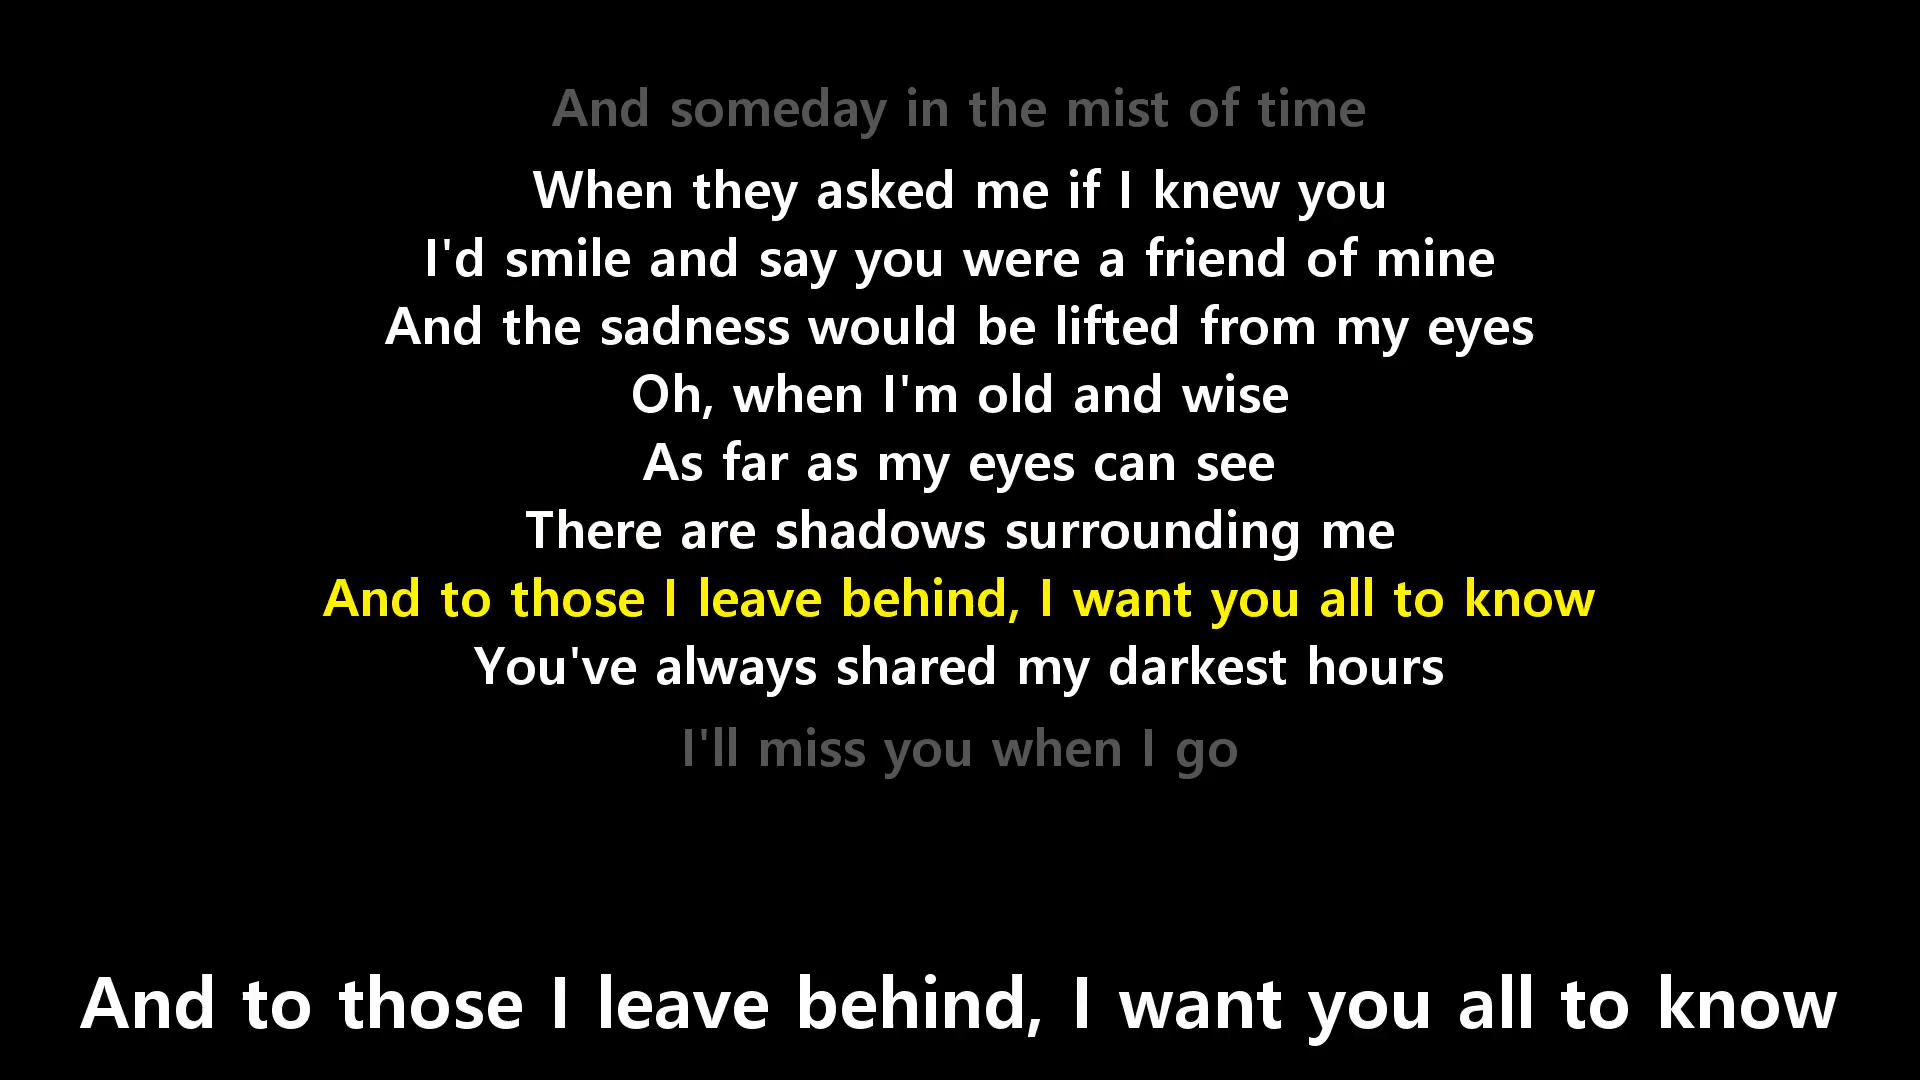 And someday in the mist of time
When they asked me if I knew you
I'd smile and say you were a friend of mine
And the sadness would be lifted from my eyes
Oh, when I'm old and wise
As far as my eyes can see
There are shadows surrounding me
And to those I leave behind, I want you all to know
You've always shared my darkest hours
I'll miss you when I go
And to those I leave behind, I want you all to know